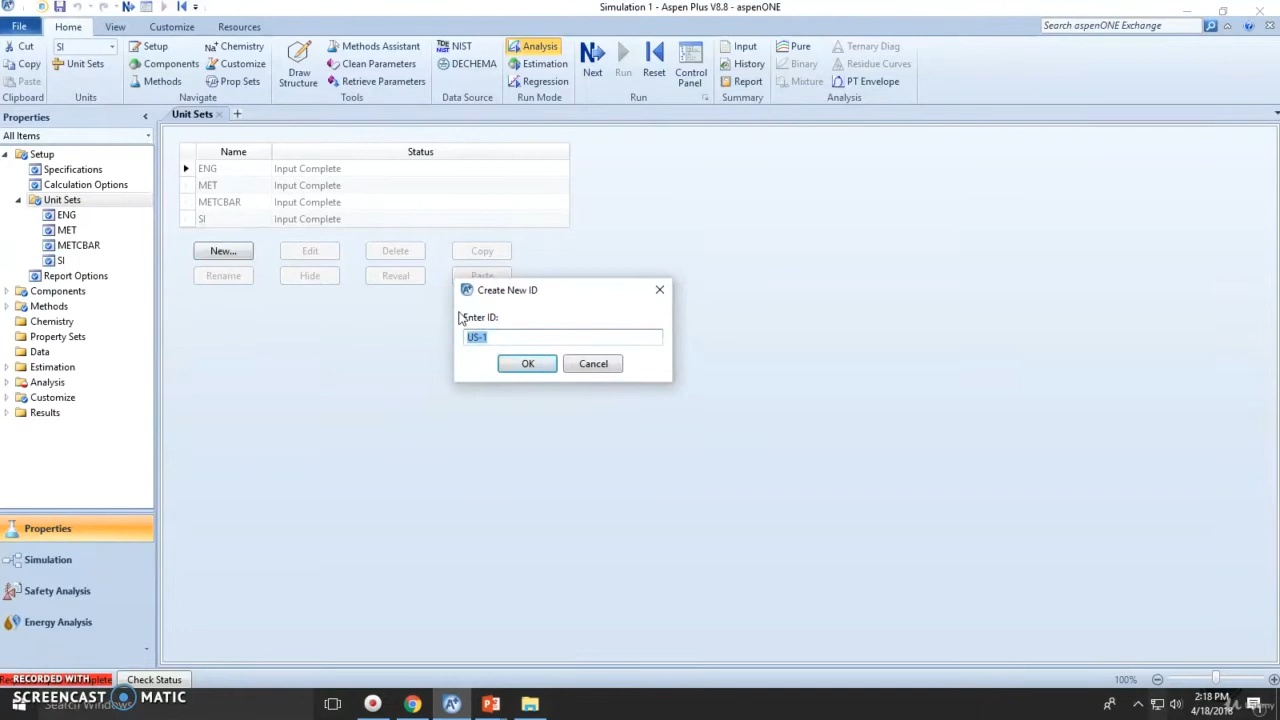 Simulation 1 - Aspen Plus V8.8 - aspenONE
File Home View Customize Resources Search aspenONE Exchange
Cut SI Setup Chemistry Methods Assistant NIST Analysis Input Pure Ternary Diag
Copy Unit Sets Components Customize Clean Parameters DECHEMA Estimation History Binary Residue Curves
Paste Methods Prop Sets Draw Structure Retrieve Parameters Regression Next Run Reset Control Panel Report Mixture PT Envelope
Clipboard Units Navigate Tools Data Source Run Mode Run Summary Analysis
Properties
All Items
Unit Sets
Setup
Specifications
Calculation Options
Unit Sets
ENG
MET
METCBAR
SI
Report Options
Components
Methods
Chemistry
Property Sets
Data
Estimation
Analysis
Customize
Results
Properties
Simulation
Safety Analysis
Energy Analysis
Name Status
ENG Input Complete
MET Input Complete
METCBAR Input Complete
SI Input Complete
New... Edit Delete Copy
Rename Hide Reveal Paste
Create New ID
Enter ID:
US-1
OK Cancel
Check Status 100%
RECORDED WITH
SCREENCAST MATIC
Search Windows
2:18 PM